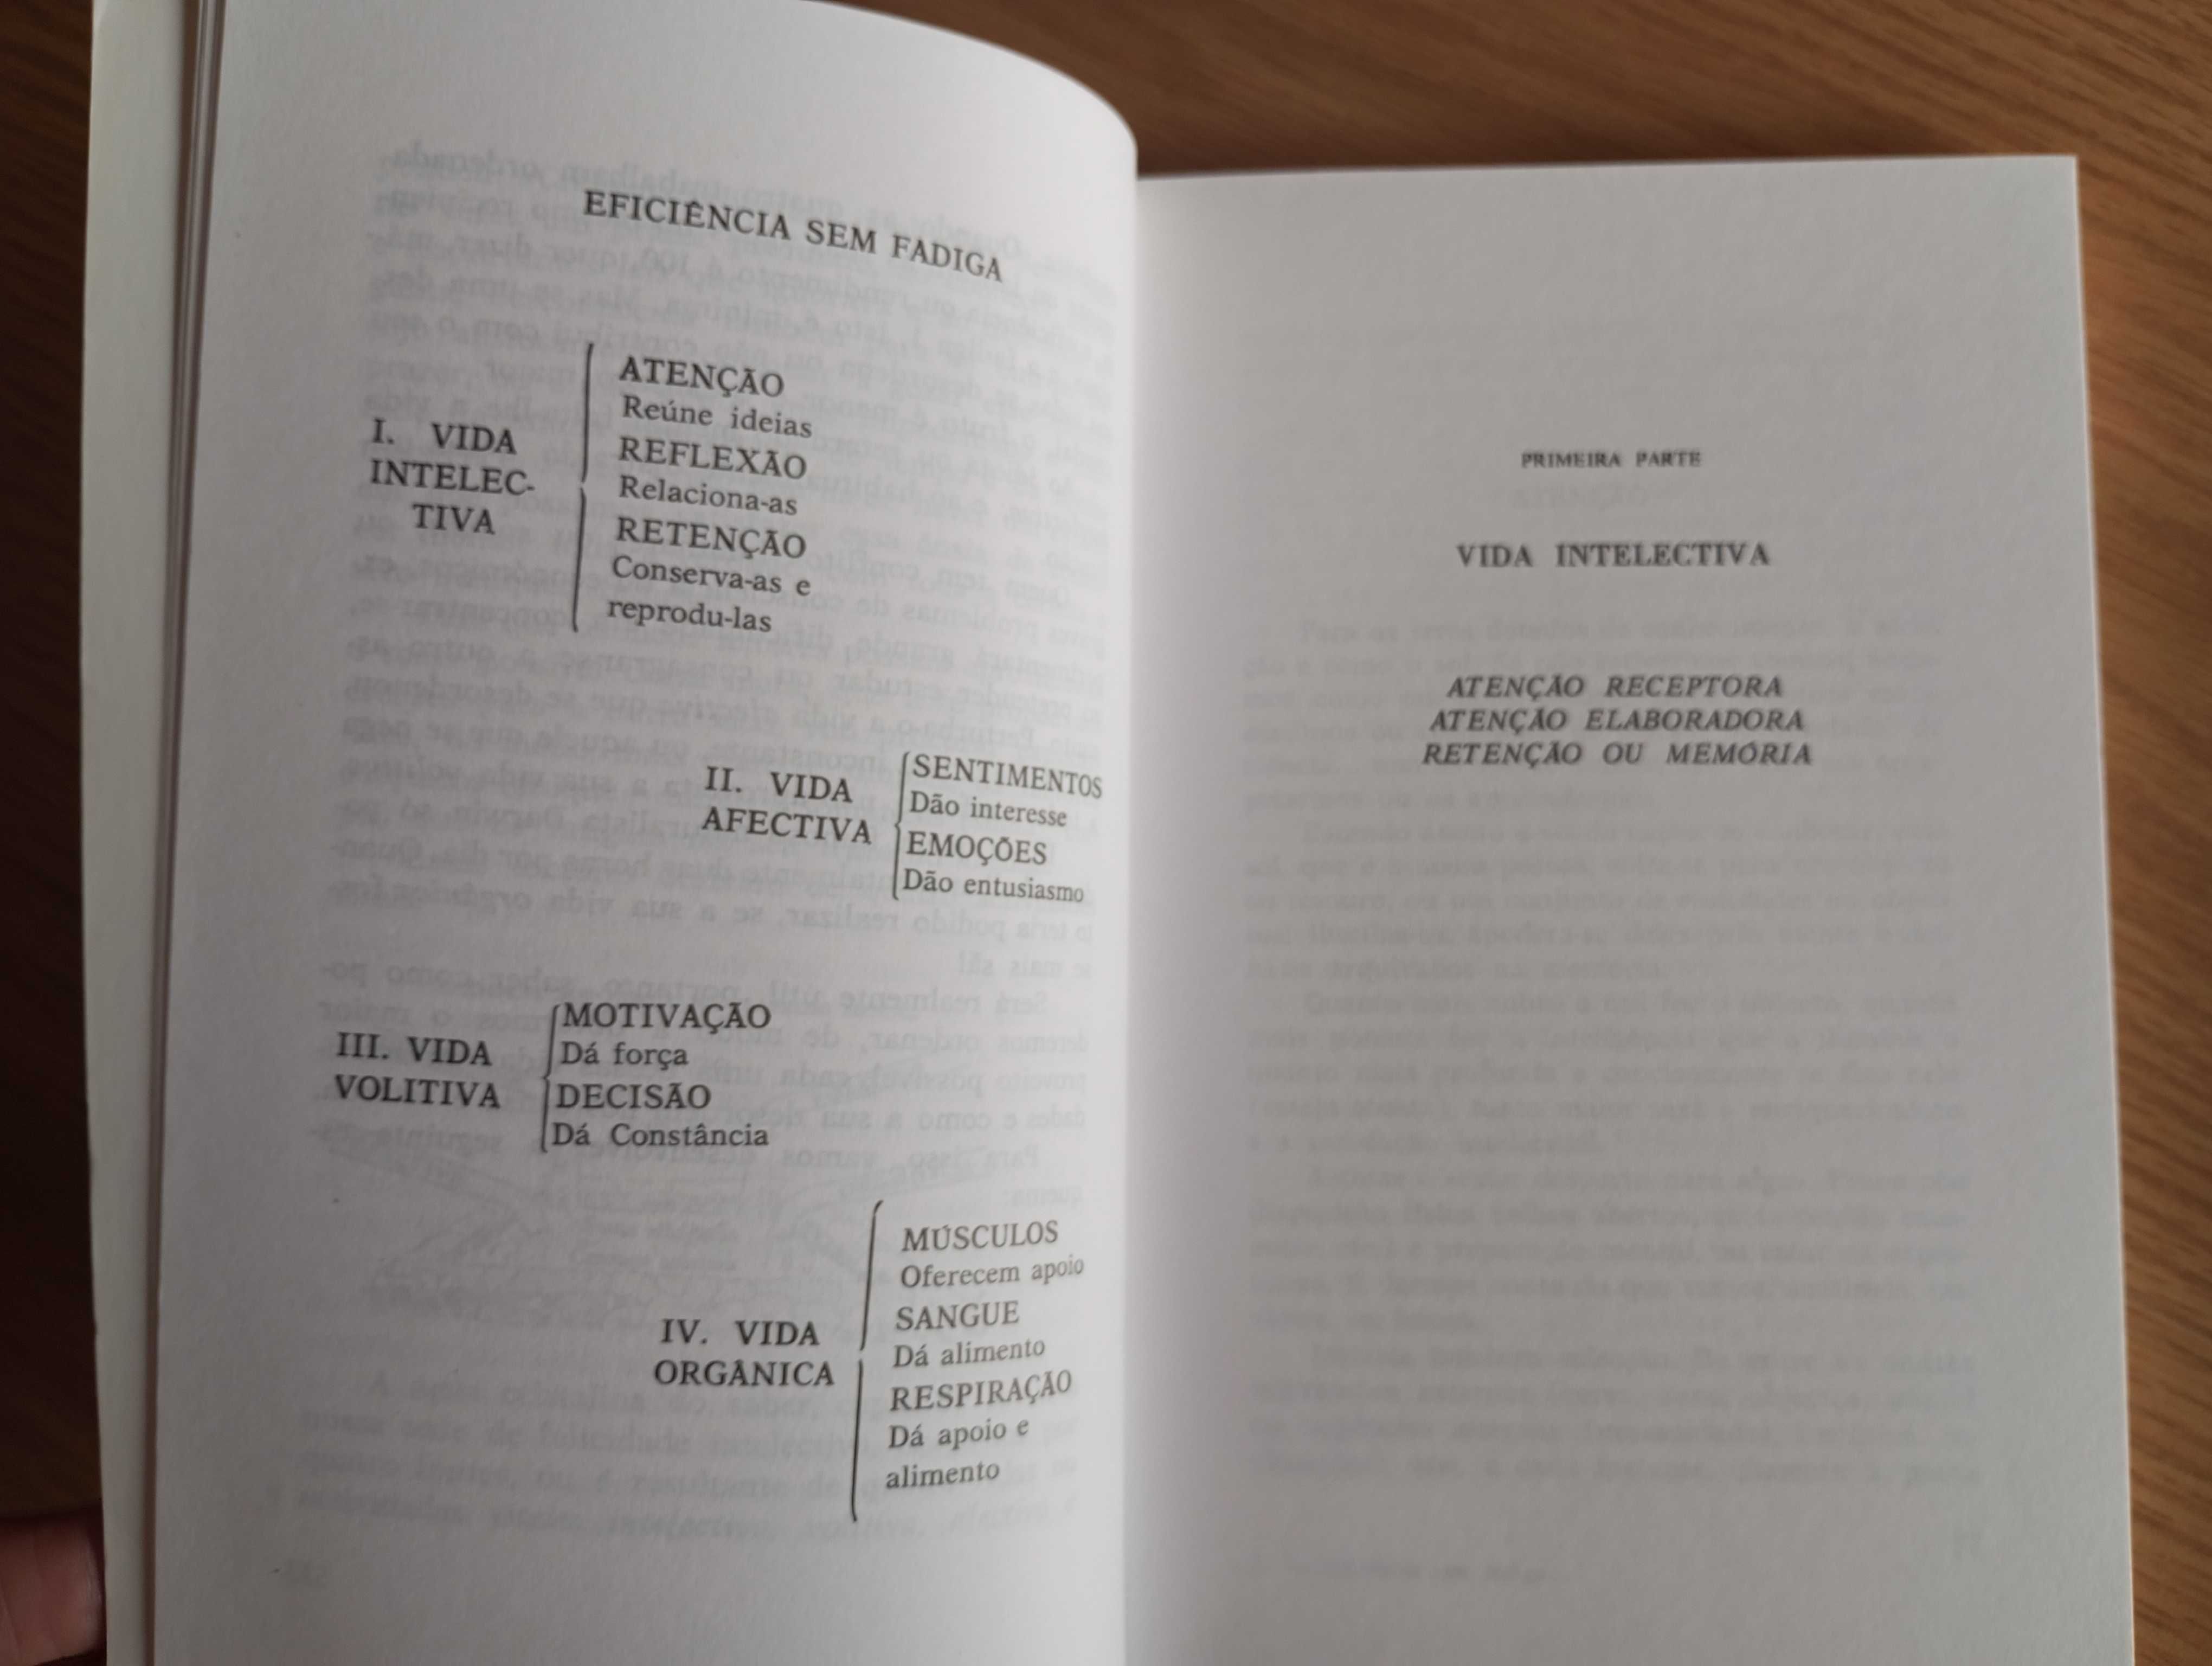 EFICIÊNCIA SEM FADIGA
I. VIDA
INTELEC-
TIVA
ATENÇÃO
Reúne ideias
REFLEXÃO
Relaciona-as
RETENÇÃO
Conserva-as e
reprodu-las
II. VIDA
AFECTIVA
SENTIMENTOS
Dão interesse
EMOÇÕES
Dão entusiasmo
III. VIDA
VOLITIVA
MOTIVAÇÃO
Dá força
DECISÃO
Dá Constância
IV. VIDA
ORGÂNICA
MÚSCULOS
Oferecem apoio
SANGUE
Dá alimento
RESPIRAÇÃO
Dá apoio e
alimento
PRIMEIRA PARTE
VIDA INTELECTIVA
ATENÇÃO RECEPTORA
ATENÇÃO ELABORADORA
RETENÇÃO OU MEMÓRIA